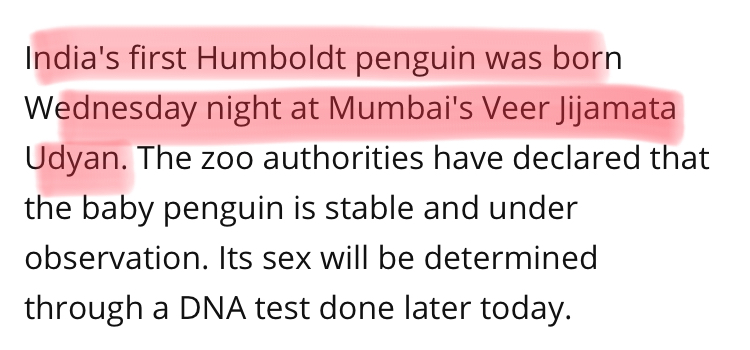 India's first Humboldt penguin was born
Wednesday night at Mumbai's Veer Jijamata
Udyan. The zoo authorities have declared that
the baby penguin is stable and under
observation. Its sex will be determined
through a DNA test done later today.